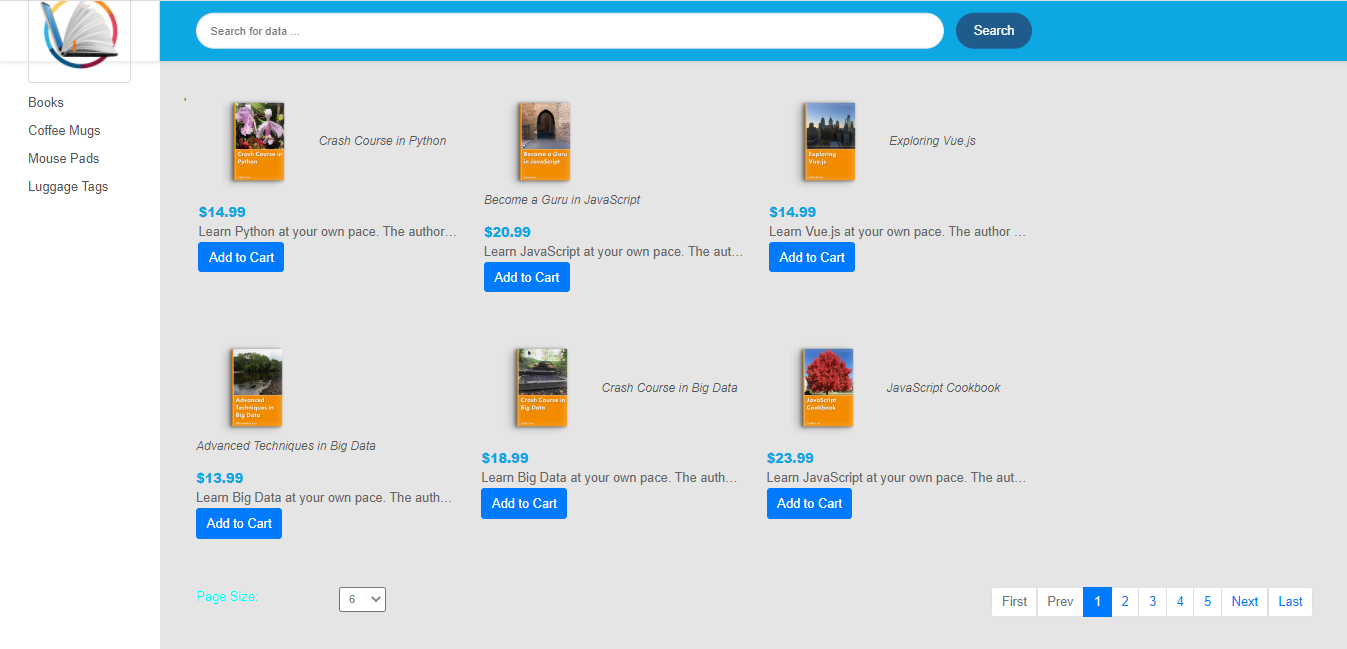 Search for data ...
Search
Books
Coffee Mugs
Mouse Pads
Luggage Tags
Crash Course in
Python
Crash Course in Python
$14.99
Learn Python at your own pace. The author…
Add to Cart
Become a Guru
in JavaScript
Become a Guru in JavaScript
$20.99
Learn JavaScript at your own pace. The aut…
Add to Cart
Exploring
Vue.js
Exploring Vue.js
$14.99
Learn Vue.js at your own pace. The author …
Add to Cart
Advanced
Techniques in
Big Data
Advanced Techniques in Big Data
$13.99
Learn Big Data at your own pace. The auth…
Add to Cart
Crash Course in
Big Data
Crash Course in Big Data
$18.99
Learn Big Data at your own pace. The auth…
Add to Cart
JavaScript
Cookbook
JavaScript Cookbook
$23.99
Learn JavaScript at your own pace. The aut…
Add to Cart
Page Size:
6
First Prev 1 2 3 4 5 Next Last